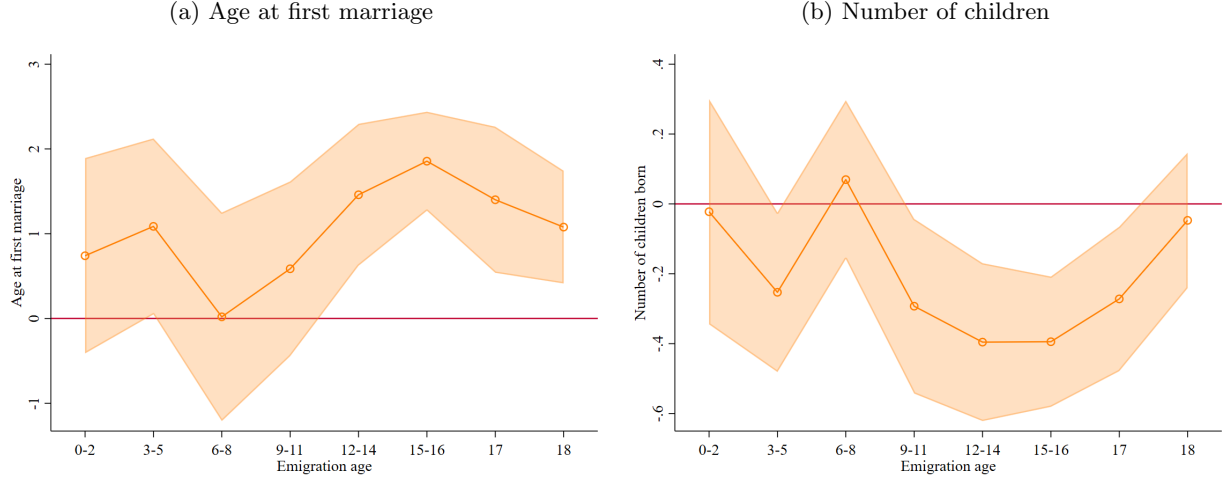 (a) Age at first marriage
Age at first marriage
3
2
1
0
-1
0-2 3-5 6-8 9-11 12-14 15-16 17 18
Emigration age
(b) Number of children
Number of children born
.4
.2
0
-.2
-.4
-.6
0-2 3-5 6-8 9-11 12-14 15-16 17 18
Emigration age